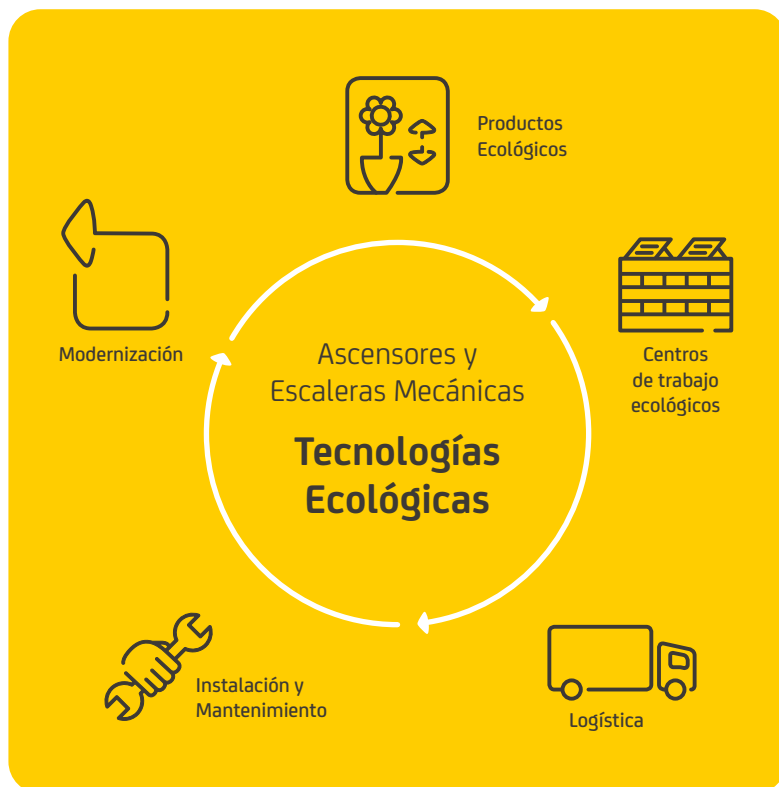 Productos
Ecológicos
Centros
de trabajo
ecológicos
Logística
Instalación y
Mantenimiento
Modernización
Ascensores y
Escaleras Mecánicas
Tecnologías
Ecológicas